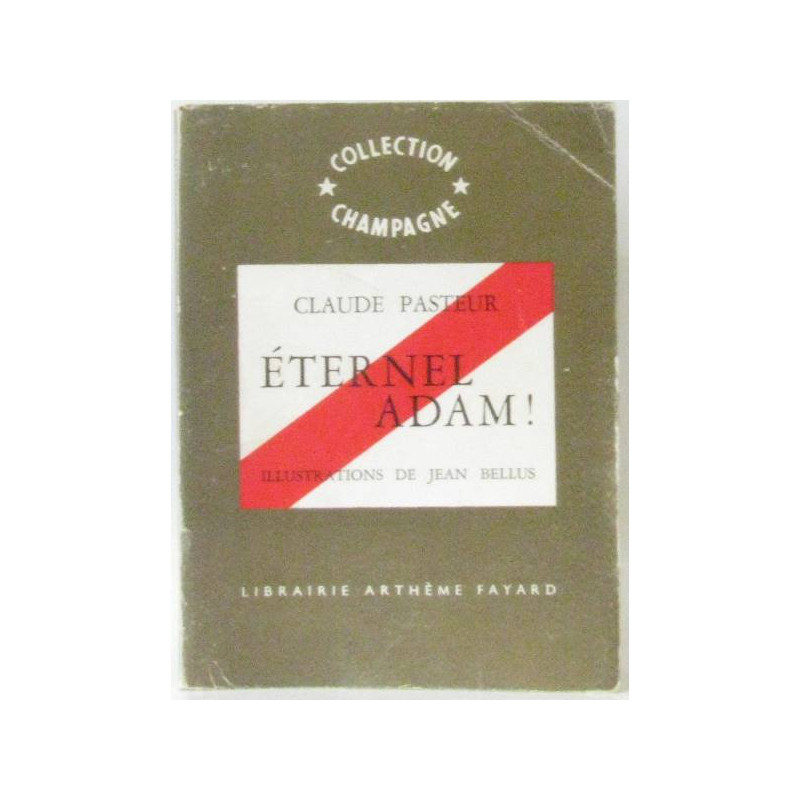 COLLECTION
CHAMPAGNE
CLAUDE PASTEUR
ÉTERNEL
ADAM !
ILLUSTRATIONS DE JEAN BELLUS
LIBRAIRIE ARTHÈME FAYARD